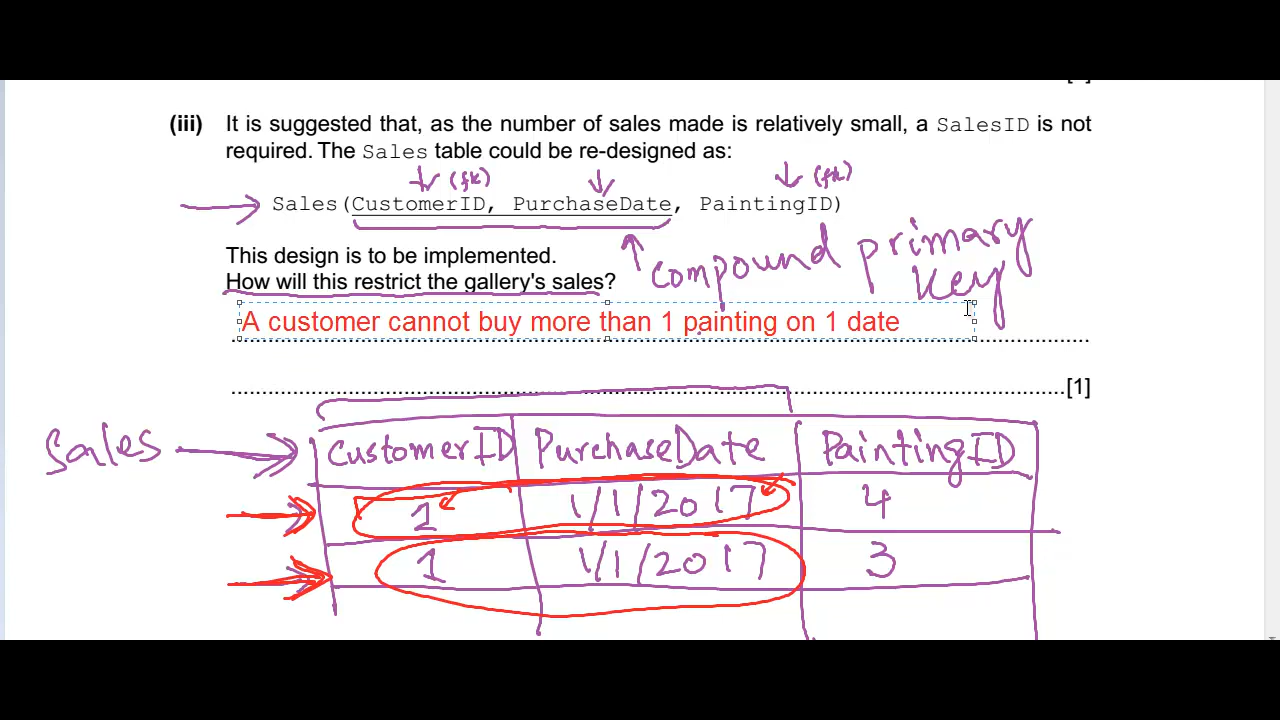 (iii) It is suggested that, as the number of sales made is relatively small, a SalesID is not
required. The Sales table could be re-designed as:
(fk) (fk)
Sales(CustomerID, PurchaseDate, PaintingID)
compound primary
key
This design is to be implemented.
How will this restrict the gallery's sales?
A customer cannot buy more than 1 painting on 1 date
[1]
Sales
CustomerID PurchaseDate PaintingID
1 1/1/2017 4
1 1/1/2017 3